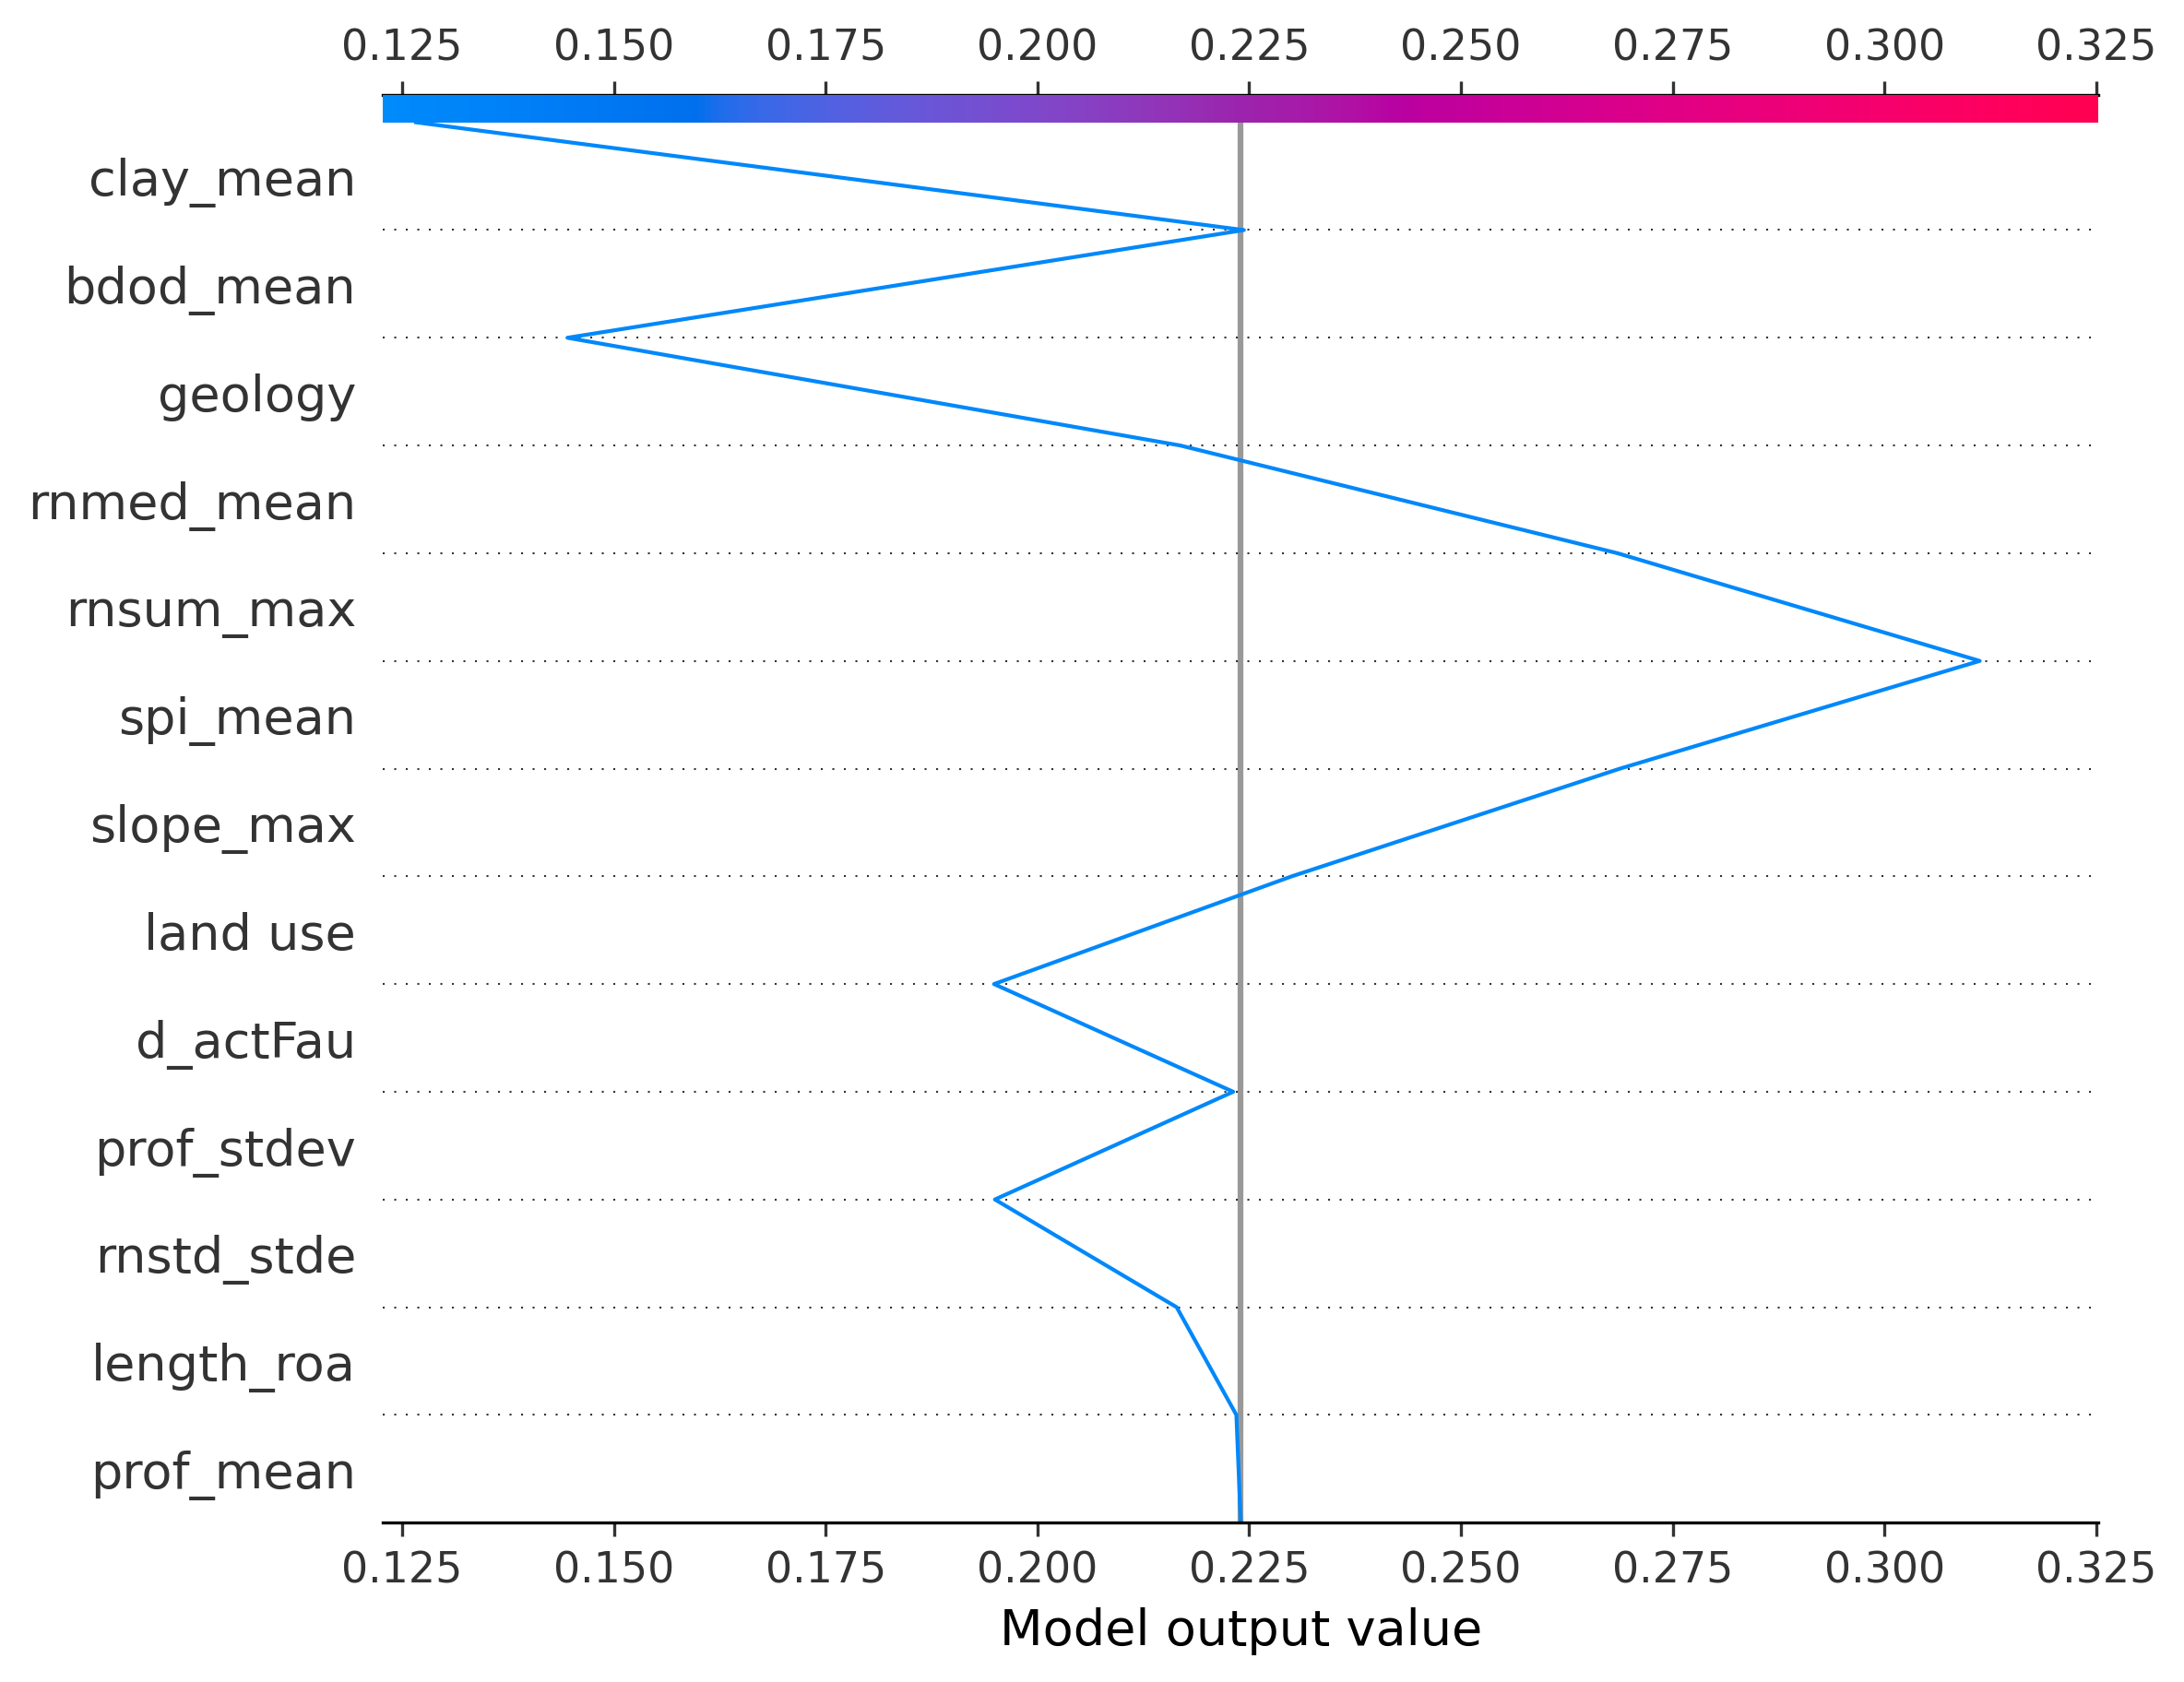 0.125 0.150 0.175 0.200 0.225 0.250 0.275 0.300 0.325
clay_mean
bdod_mean
geology
rnmed_mean
rnsum_max
spi_mean
slope_max
land use
d_actFau
prof_stdev
rnstd_stde
length_roa
prof_mean
0.125 0.150 0.175 0.200 0.225 0.250 0.275 0.300 0.325
Model output value